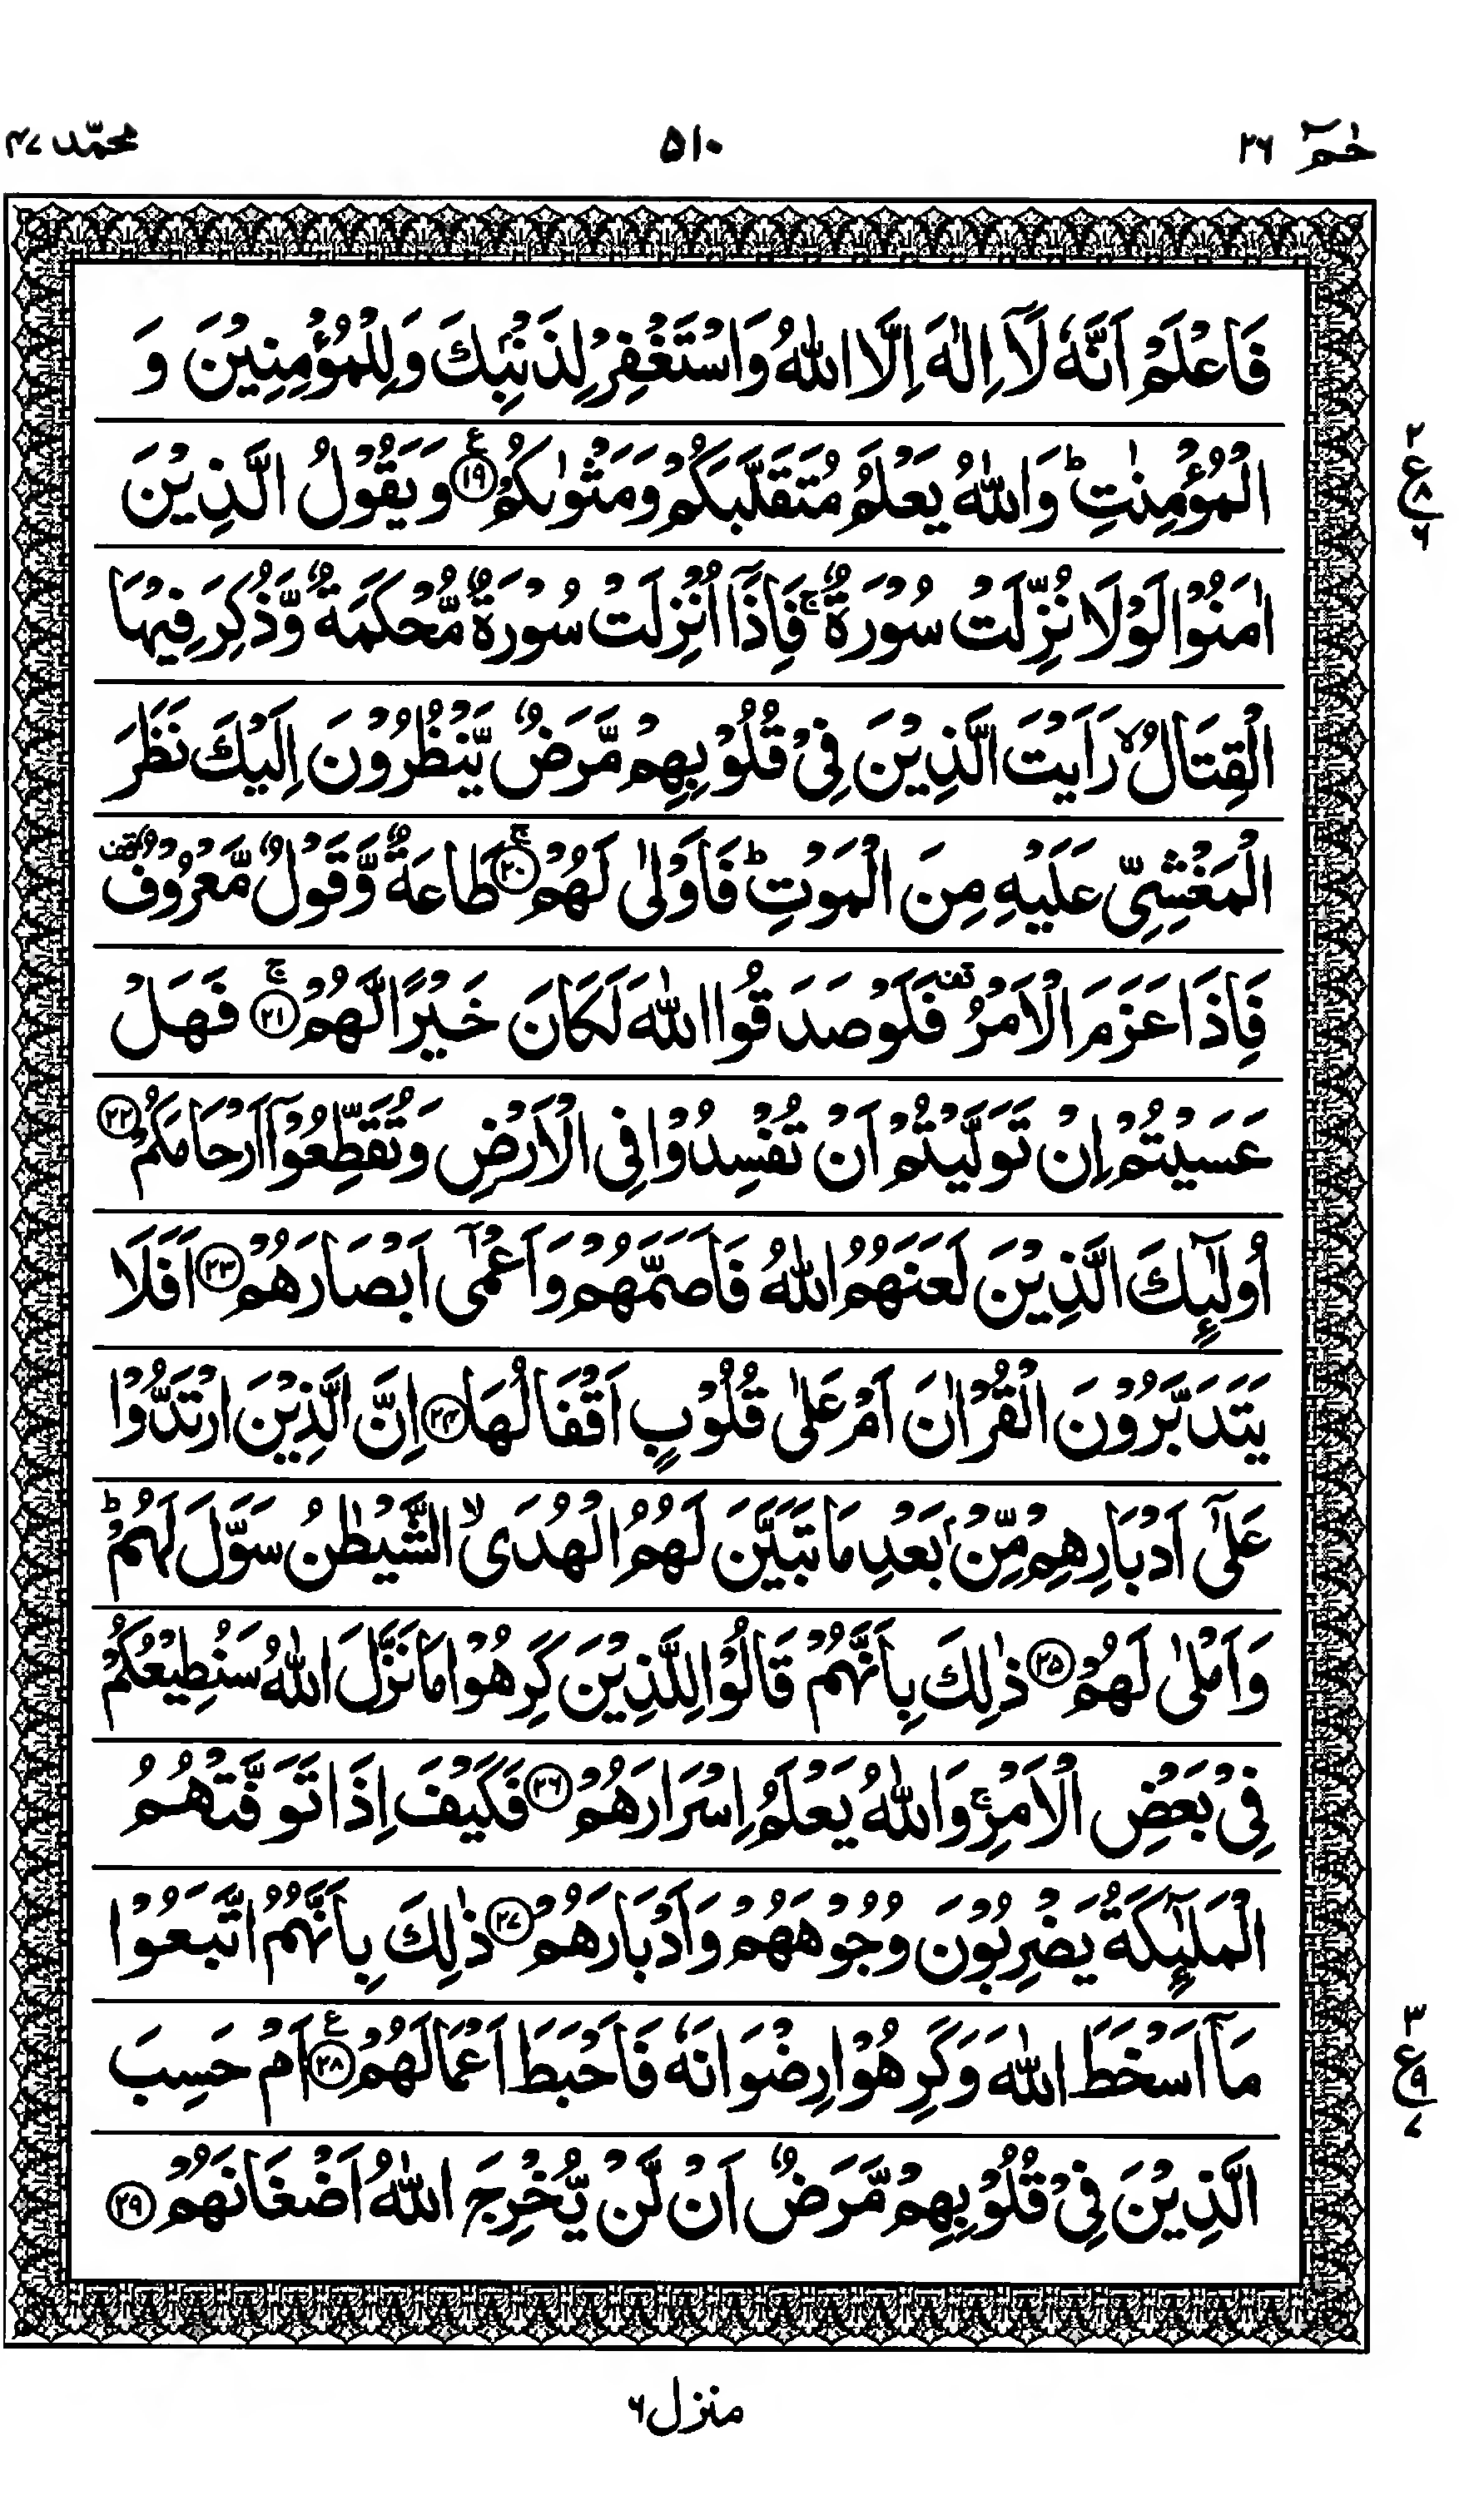 حٰمٓ ٢٦
٥١٠
محمّد ٤٧
فَاعْلَمْ اَنَّهٗ لَآ اِلٰهَ اِلَّا اللّٰهُ وَاسْتَغْفِرْ لِذَنْۢبِكَ وَلِلْمُؤْمِنِيْنَ وَ
الْمُؤْمِنٰتِ ؕ وَاللّٰهُ يَعْلَمُ مُتَقَلَّبَكُمْ وَمَثْوٰىكُمْ ﴿١٩﴾ ع وَيَقُوْلُ الَّذِيْنَ
اٰمَنُوْا لَوْلَا نُزِّلَتْ سُوْرَةٌ ۚ فَاِذَآ اُنْزِلَتْ سُوْرَةٌ مُّحْكَمَةٌ وَّذُكِرَ فِيْهَا
الْقِتَالُ ۙ رَاَيْتَ الَّذِيْنَ فِيْ قُلُوْبِهِمْ مَّرَضٌ يَّنْظُرُوْنَ اِلَيْكَ نَظَرَ
الْمَغْشِيِّ عَلَيْهِ مِنَ الْمَوْتِ ؕ فَاَوْلٰى لَهُمْ ﴿٢٠﴾ ۚ طَاعَةٌ وَّقَوْلٌ مَّعْرُوْفٌ قف
فَاِذَا عَزَمَ الْاَمْرُ قف فَلَوْ صَدَقُوا اللّٰهَ لَكَانَ خَيْرًا لَّهُمْ ﴿٢١﴾ ۚ فَهَلْ
عَسَيْتُمْ اِنْ تَوَلَّيْتُمْ اَنْ تُفْسِدُوْا فِي الْاَرْضِ وَتُقَطِّعُوْٓا اَرْحَامَكُمْ ﴿٢٢﴾
اُولٰٓئِكَ الَّذِيْنَ لَعَنَهُمُ اللّٰهُ فَاَصَمَّهُمْ وَاَعْمٰٓى اَبْصَارَهُمْ ﴿٢٣﴾ اَفَلَا
يَتَدَبَّرُوْنَ الْقُرْاٰنَ اَمْ عَلٰى قُلُوْبٍ اَقْفَالُهَا ﴿٢٤﴾ اِنَّ الَّذِيْنَ ارْتَدُّوْا
عَلٰٓى اَدْبَارِهِمْ مِّنْۢ بَعْدِ مَا تَبَيَّنَ لَهُمُ الْهُدَى ۙ الشَّيْطٰنُ سَوَّلَ لَهُمْ ؕ
وَاَمْلٰى لَهُمْ ﴿٢٥﴾ ذٰلِكَ بِاَنَّهُمْ قَالُوْا لِلَّذِيْنَ كَرِهُوْا مَا نَزَّلَ اللّٰهُ سَنُطِيْعُكُمْ
فِيْ بَعْضِ الْاَمْرِ ۚ وَاللّٰهُ يَعْلَمُ اِسْرَارَهُمْ ﴿٢٦﴾ فَكَيْفَ اِذَا تَوَفَّتْهُمُ
الْمَلٰٓئِكَةُ يَضْرِبُوْنَ وُجُوْهَهُمْ وَاَدْبَارَهُمْ ﴿٢٧﴾ ذٰلِكَ بِاَنَّهُمُ اتَّبَعُوْا
مَآ اَسْخَطَ اللّٰهَ وَكَرِهُوْا رِضْوَانَهٗ فَاَحْبَطَ اَعْمَالَهُمْ ﴿٢٨﴾ ع اَمْ حَسِبَ
الَّذِيْنَ فِيْ قُلُوْبِهِمْ مَّرَضٌ اَنْ لَّنْ يُّخْرِجَ اللّٰهُ اَضْغَانَهُمْ ﴿٢٩﴾
٢
ع ٨
٦
٣
ع ٩
٧
منزل ٦